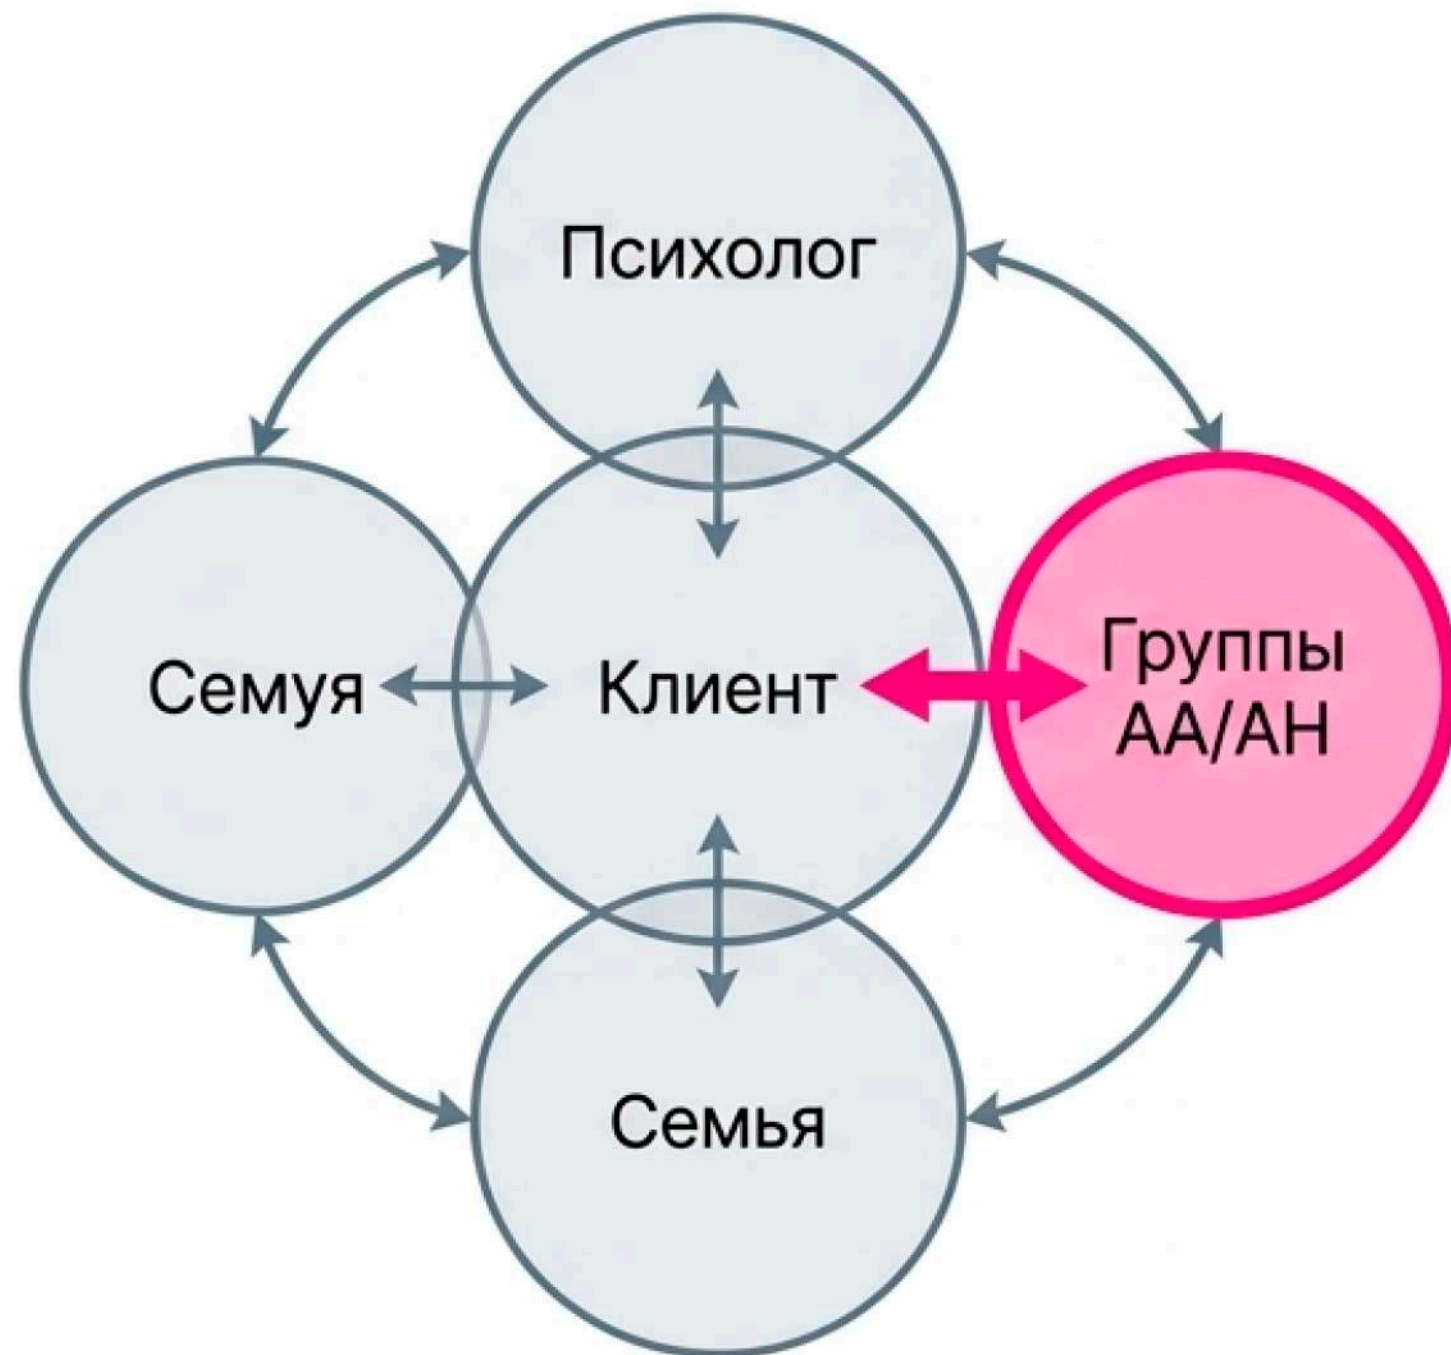 Психолог
Семуя
Клиент
Группы
АА/АН
Семья